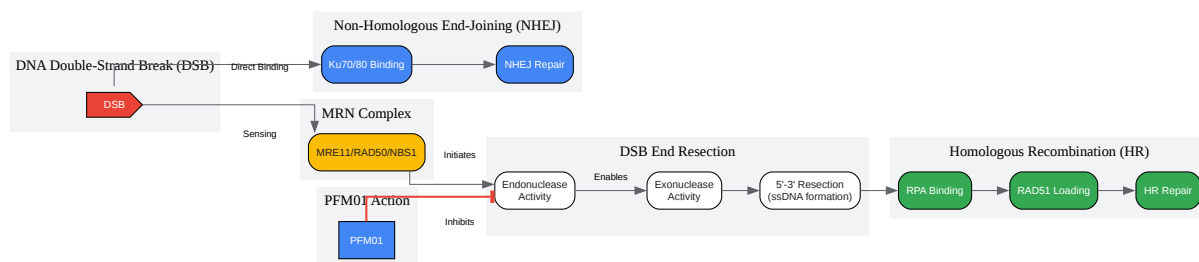 Non-Homologous End-Joining (NHEJ)
Ku70/80 Binding
NHEJ Repair
DNA Double-Strand Break (DSB)
Direct Binding
DSB
Sensing
MRN Complex
MRE11/RAD50/NBS1
Initiates
PFM01 Action
PFM01
Inhibits
DSB End Resection
Endonuclease
Activity
Enables
Exonuclease
Activity
5'-3' Resection
(ssDNA formation)
Homologous Recombination (HR)
RPA Binding
RAD51 Loading
HR Repair